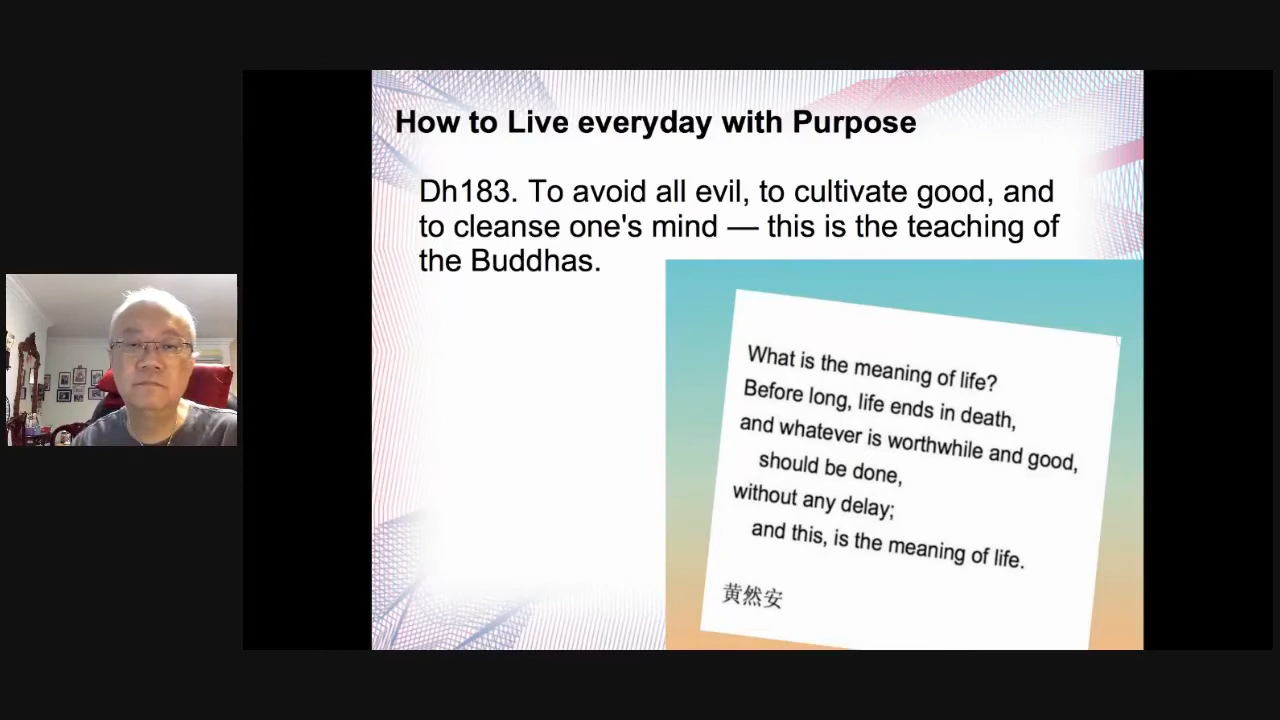 How to Live everyday with Purpose
Dh183. To avoid all evil, to cultivate good, and
to cleanse one's mind — this is the teaching of
the Buddhas.
What is the meaning of life?
Before long, life ends in death,
and whatever is worthwhile and good,
should be done,
without any delay;
and this, is the meaning of life.
黄然安